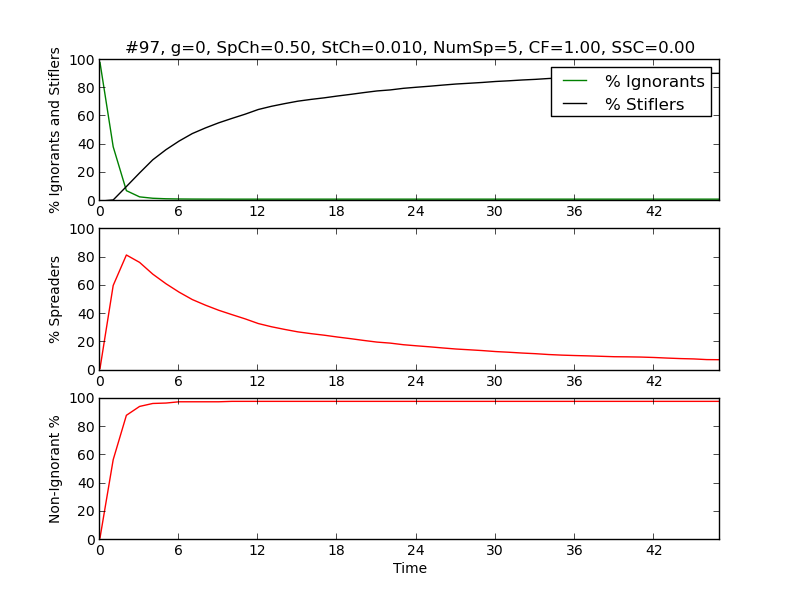 #97, g=0, SpCh=0.50, StCh=0.010, NumSp=5, CF=1.00, SSC=0.00
% Ignorants and Stiflers
100
80
60
40
20
0
% Ignorants
% Stiflers
0 6 12 18 24 30 36 42
% Spreaders
100
80
60
40
20
0
0 6 12 18 24 30 36 42
Non-Ignorant %
100
80
60
40
20
0
0 6 12 18 24 30 36 42
Time